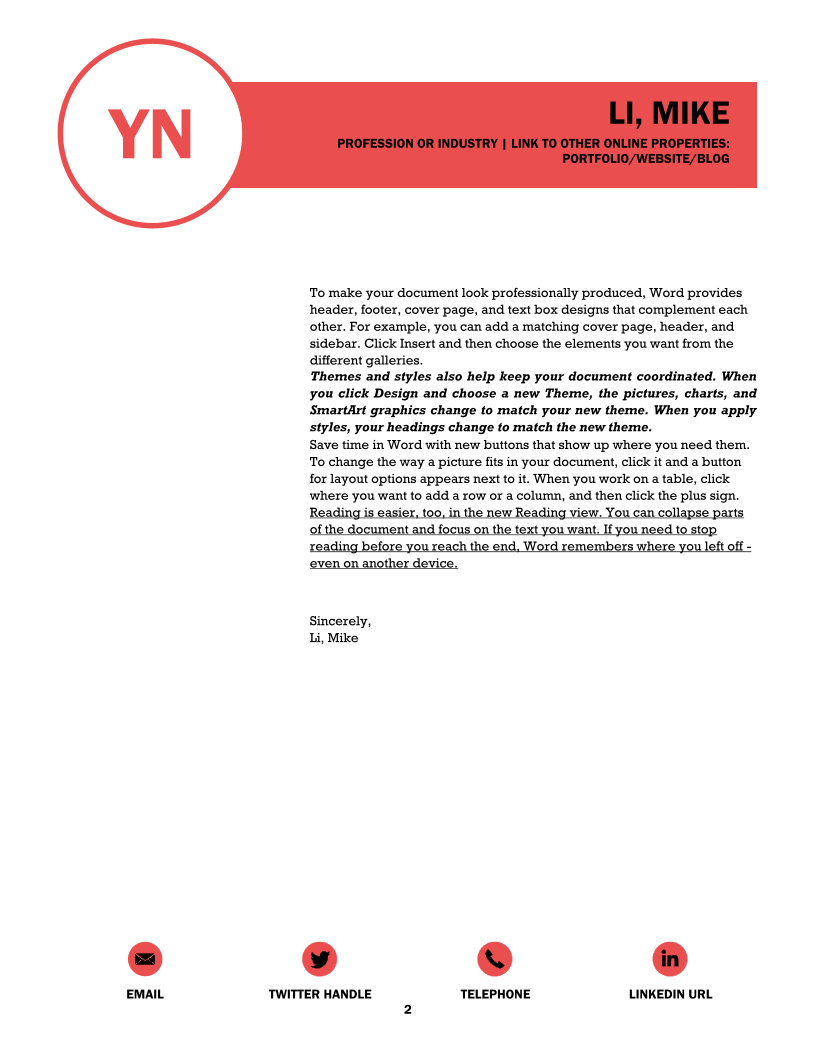 YN
LI, MIKE
PROFESSION OR INDUSTRY | LINK TO OTHER ONLINE PROPERTIES:
PORTFOLIO/WEBSITE/BLOG
To make your document look professionally produced, Word provides
header, footer, cover page, and text box designs that complement each
other. For example, you can add a matching cover page, header, and
sidebar. Click Insert and then choose the elements you want from the
different galleries.
Themes and styles also help keep your document coordinated. When
you click Design and choose a new Theme, the pictures, charts, and
SmartArt graphics change to match your new theme. When you apply
styles, your headings change to match the new theme.
Save time in Word with new buttons that show up where you need them.
To change the way a picture fits in your document, click it and a button
for layout options appears next to it. When you work on a table, click
where you want to add a row or a column, and then click the plus sign.
Reading is easier, too, in the new Reading view. You can collapse parts
of the document and focus on the text you want. If you need to stop
reading before you reach the end, Word remembers where you left off -
even on another device.
Sincerely,
Li, Mike
in
EMAIL
TWITTER HANDLE
TELEPHONE
LINKEDIN URL
2